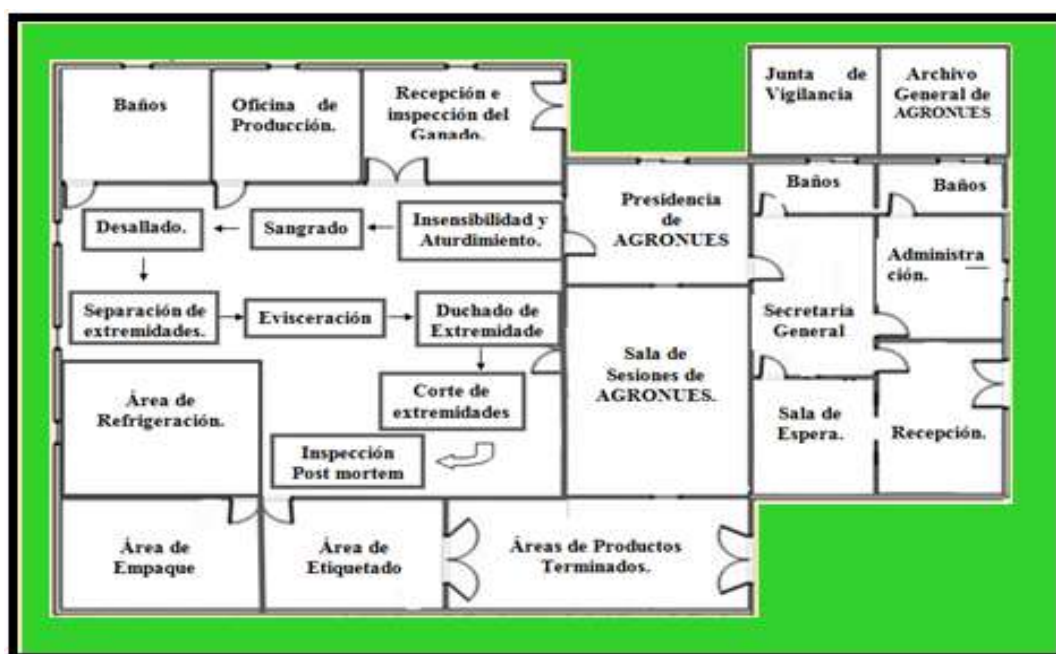 Baños
Oficina de
Producción.
Recepción e
inspección del
Ganado.
Junta de
Vigilancia
Archivo
General de
AGRONUES
Baños
Baños
Presidencia
de
AGRONUES
Desallado.
Sangrado
Insensibilidad y
Aturdimiento.
Administra
ción.
Separación de
extremidades.
Evisceración
Duchado de
Extremidade
Secretaria
General
Sala de
Sesiones de
AGRONUES.
Área de
Refrigeración.
Corte de
extremidades
Sala de
Espera.
Recepción.
Inspección
Post mortem
Área de
Empaque
Área de
Etiquetado
Áreas de Productos
Terminados.